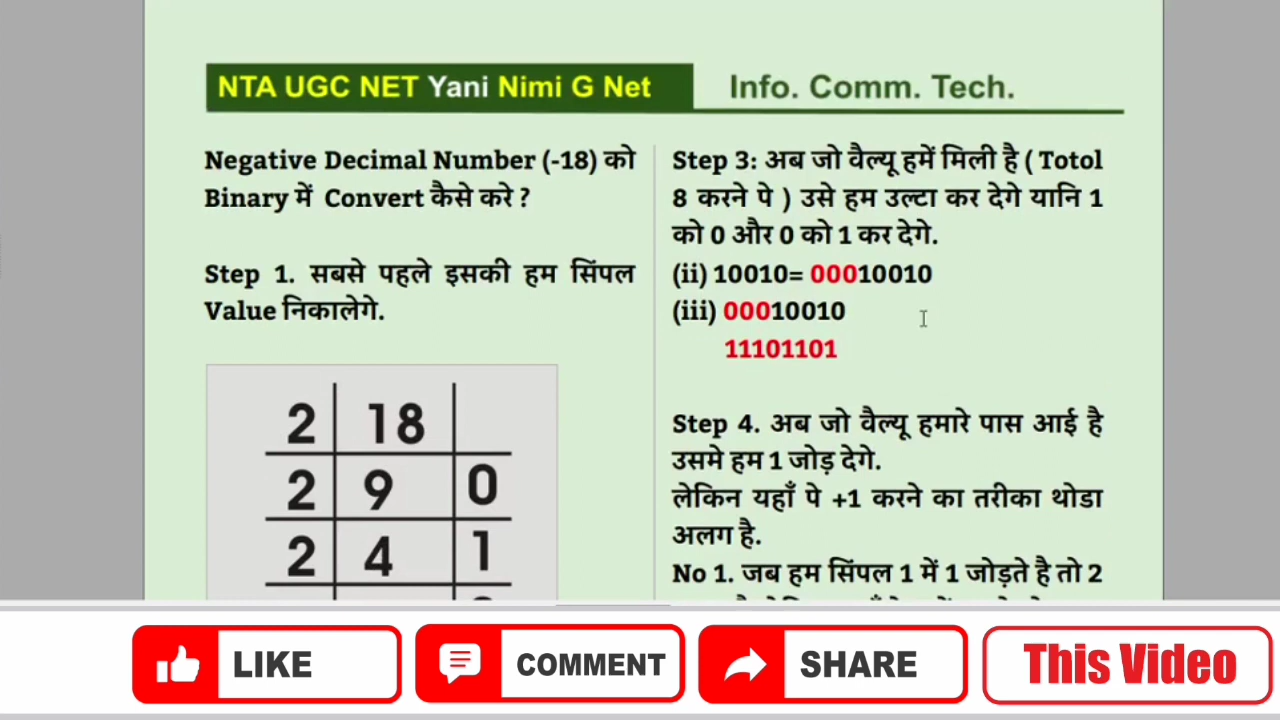 NTA UGC NET Yani Nimi G Net
Info. Comm. Tech.
Negative Decimal Number (-18) को
Binary में Convert कैसे करे ?
Step 1. सबसे पहले इसकी हम सिंपल
Value निकालेगे.
2 18
2 9 0
2 4 1
Step 3: अब जो वैल्यू हमें मिली है ( Totol
8 करने पे ) उसे हम उल्टा कर देगे यानि 1
को 0 और 0 को 1 कर देगे.
(ii) 10010= 00010010
(iii) 00010010
11101101
Step 4. अब जो वैल्यू हमारे पास आई है
उसमे हम 1 जोड़ देगे.
लेकिन यहाँ पे +1 करने का तरीका थोडा
अलग है.
No 1. जब हम सिंपल 1 में 1 जोड़ते है तो 2
LIKE
COMMENT
SHARE
This Video